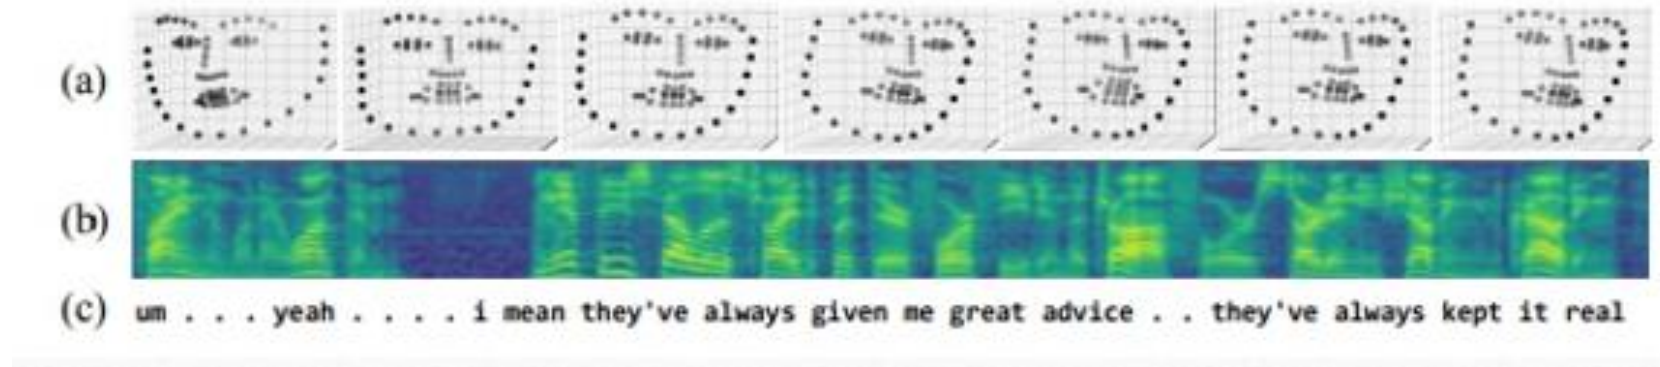 (a)
(b)
(c) um . . . yeah . . . . i mean they've always given me great advice . . they've always kept it real